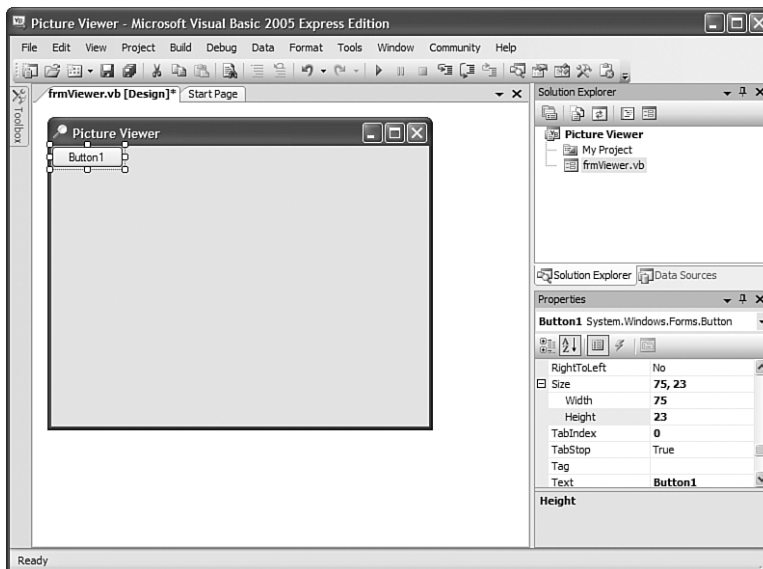 Picture Viewer - Microsoft Visual Basic 2005 Express Edition
File Edit View Project Build Debug Data Format Tools Window Community Help
Toolbox
frmViewer.vb [Design]* Start Page
Picture Viewer
Button1
Solution Explorer
Picture Viewer
My Project
frmViewer.vb
Solution Explorer Data Sources
Properties
Button1 System.Windows.Forms.Button
RightToLeft No
Size 75, 23
Width 75
Height 23
TabIndex 0
TabStop True
Tag
Text Button1
Height
Ready